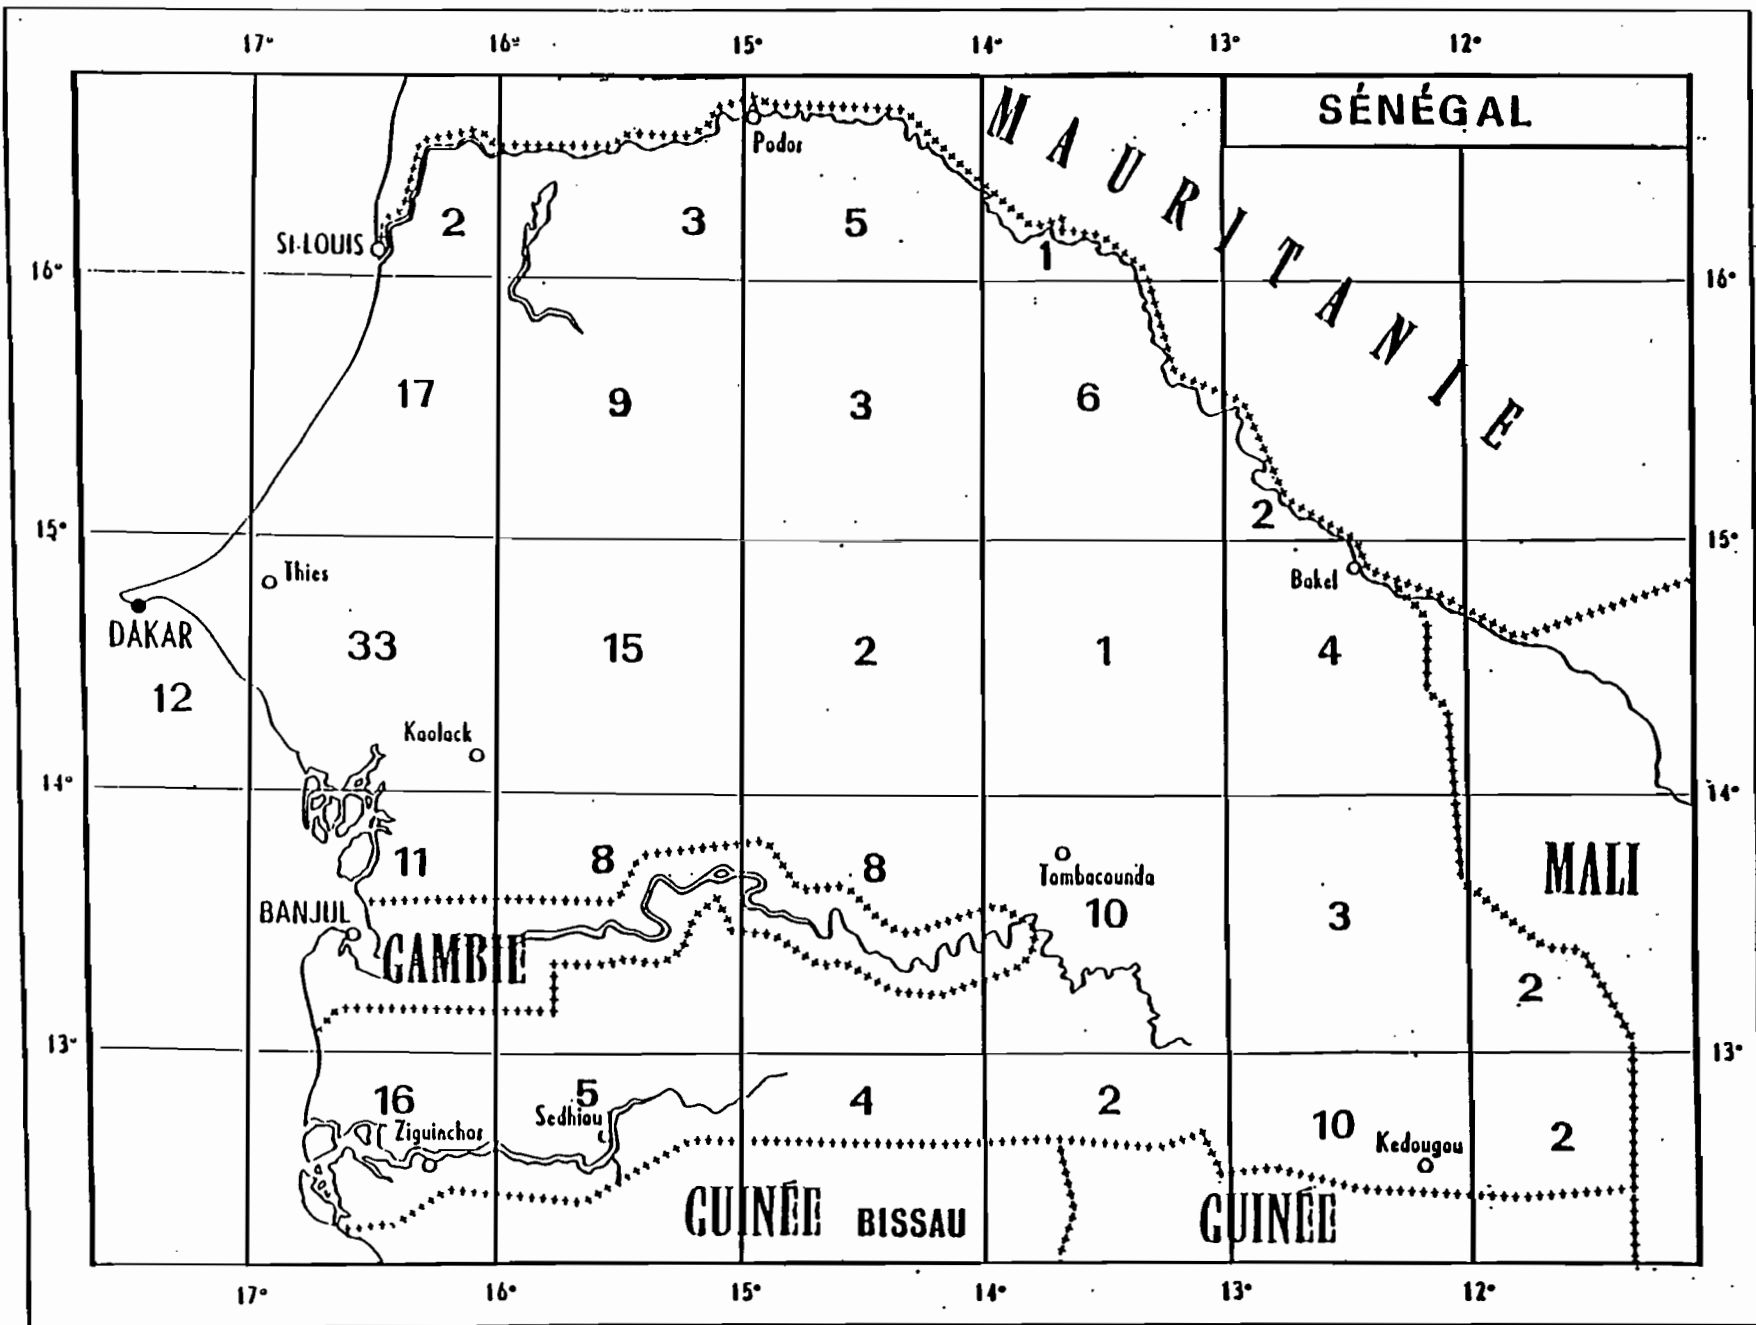 17° 16° 15° 14° 13° 12°
SÉNÉGAL
MAURITANIE
Podor
2 3 5
St-LOUIS
1
16° 16°
17 9 3 6
2
15° 15°
Thies
Bakel
DAKAR
33 15 2 1 4
12
Kaolack
14° 14°
11 8 8
Tambacounda
MALI
BANJUL
10 3
GAMBIE
2
13° 13°
16 5 4 2 10 2
Sedhiou
Ziguinchor
Kedougou
GUINÉE BISSAU
GUINÉE
17° 16° 15° 14° 13° 12°